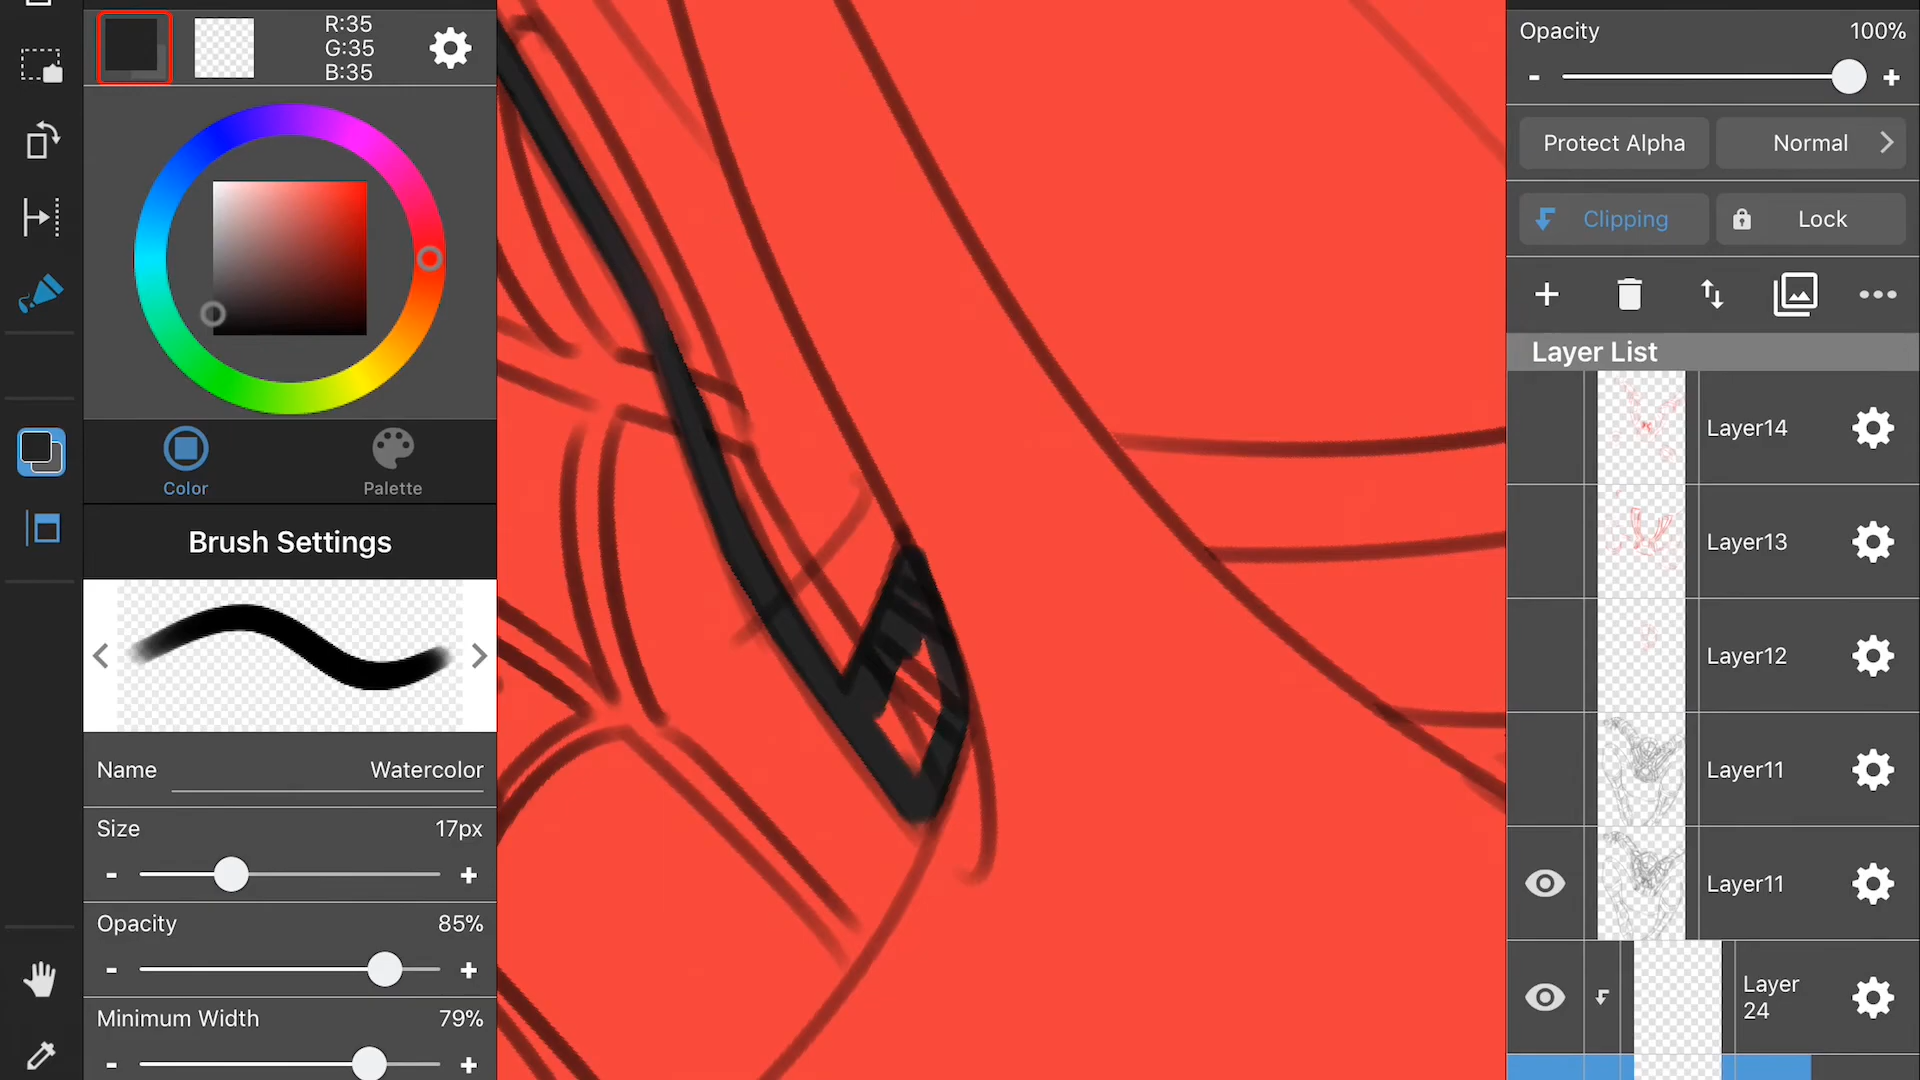 R:35
G:35
B:35
Color
Palette
Brush Settings
Name Watercolor
Size 17px
- +
Opacity 85%
- +
Minimum Width 79%
- +
Opacity 100%
- +
Protect Alpha
Normal
Clipping
Lock
Layer List
Layer14
Layer13
Layer12
Layer11
Layer11
Layer
24